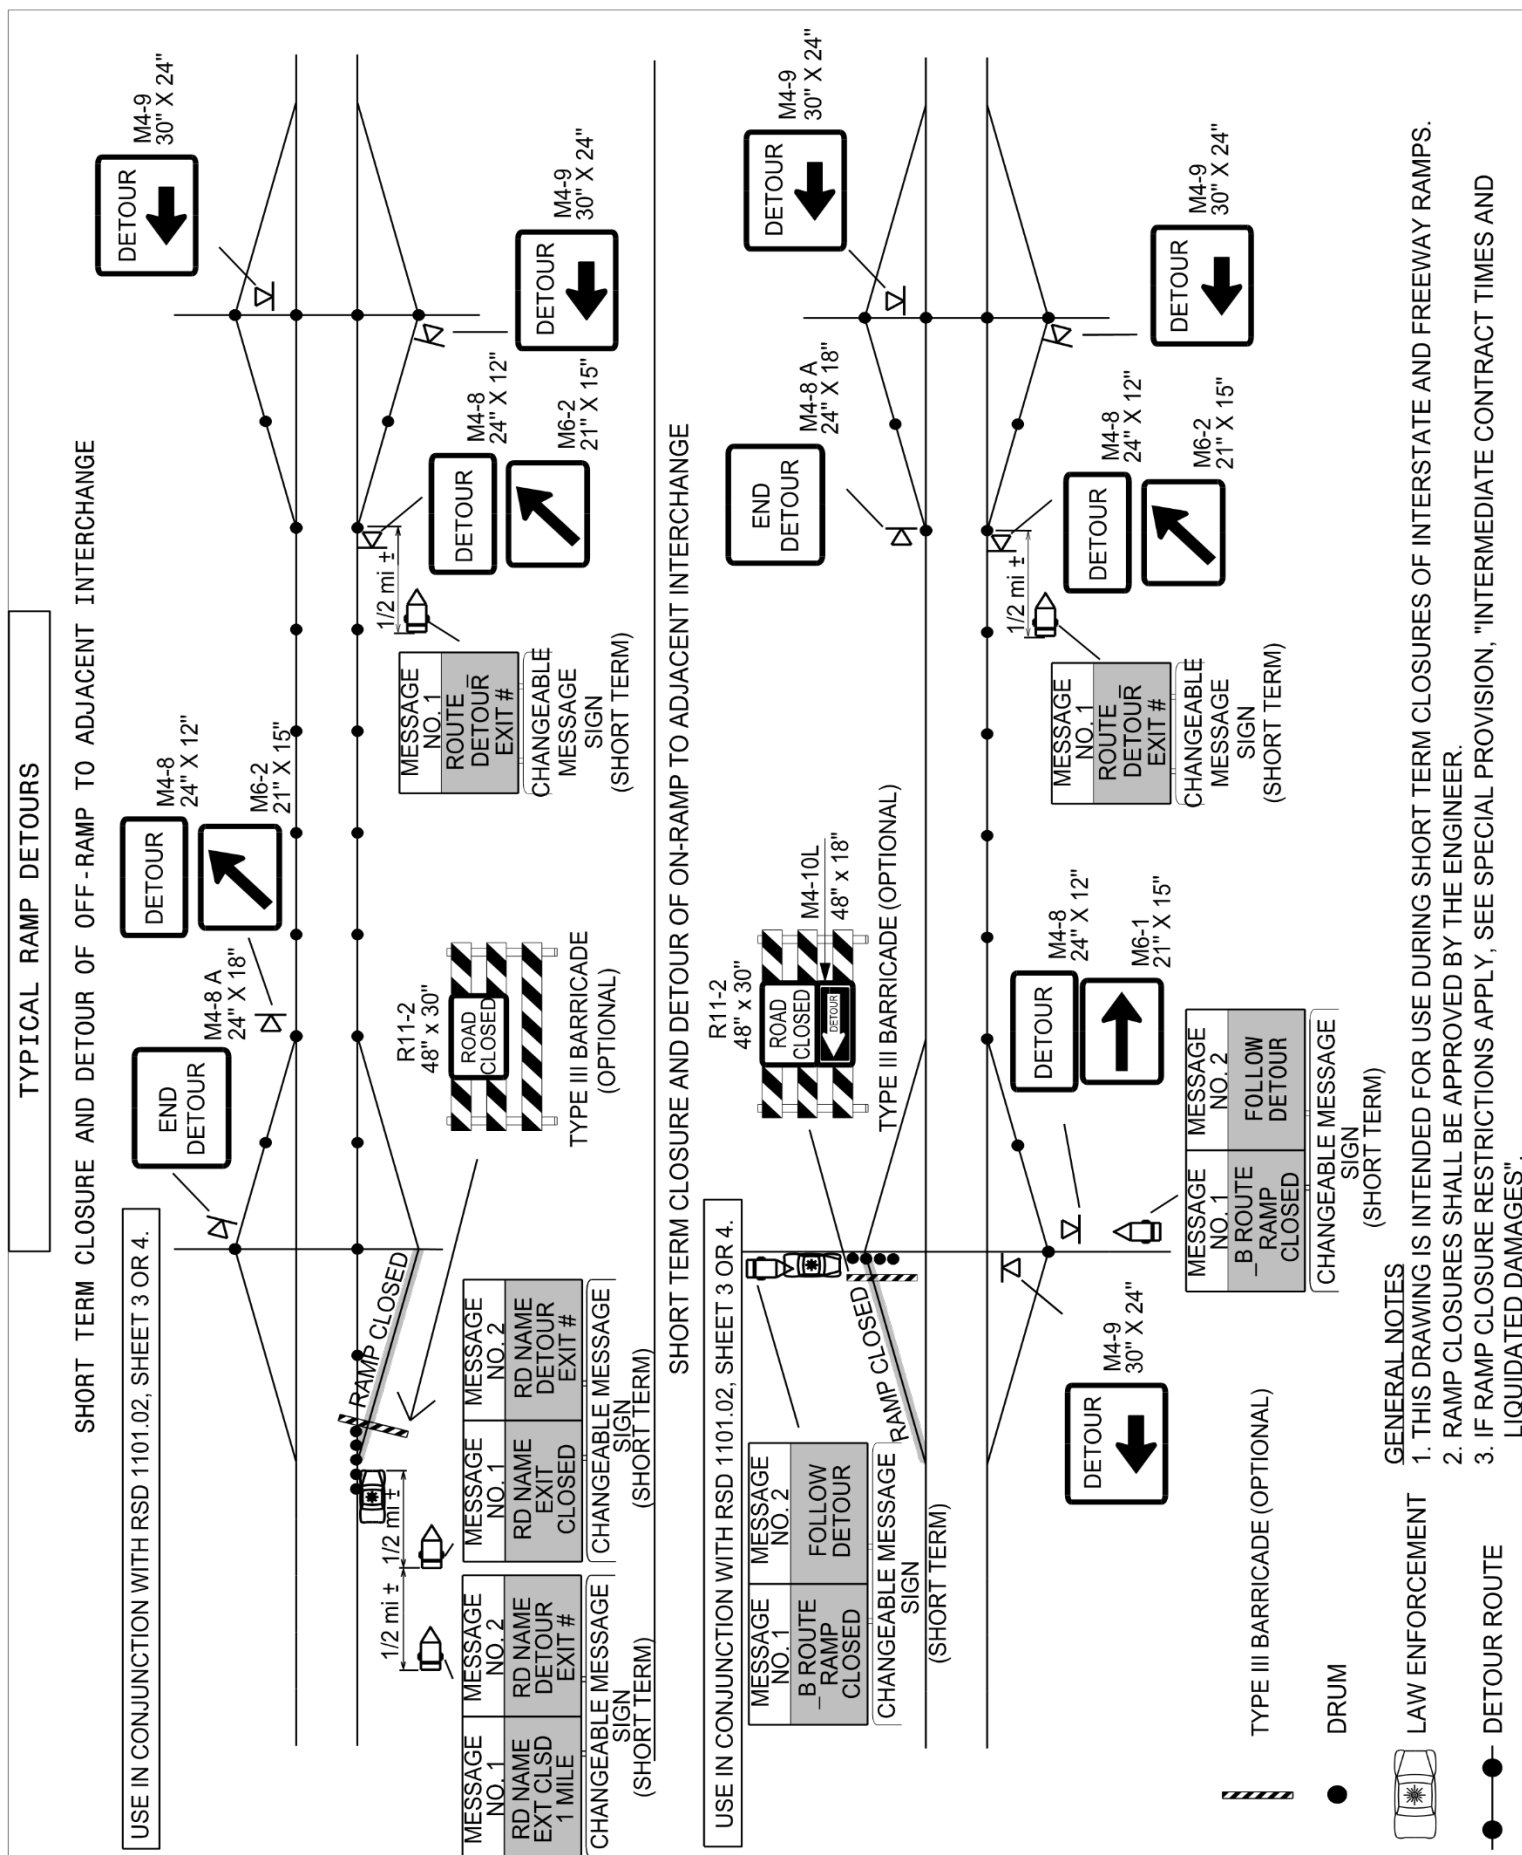 TYPICAL RAMP DETOURS
SHORT TERM CLOSURE AND DETOUR OF OFF-RAMP TO ADJACENT INTERCHANGE
USE IN CONJUNCTION WITH RSD 1101.02, SHEET 3 OR 4.
END
DETOUR
M4-8 A
24" X 18"
DETOUR
M4-8
24" X 12"
M6-2
21" X 15"
DETOUR
M4-9
30" X 24"
RAMP CLOSED
1/2 mi ±
1/2 mi ±
MESSAGE
NO. 1
RD NAME
EXT CLSD
1 MILE
MESSAGE
NO. 2
RD NAME
DETOUR
EXIT #
CHANGEABLE MESSAGE
SIGN
(SHORT TERM)
MESSAGE
NO. 1
RD NAME
EXIT
CLOSED
MESSAGE
NO. 2
RD NAME
DETOUR
EXIT #
CHANGEABLE MESSAGE
SIGN
(SHORT TERM)
R11-2
48" x 30"
ROAD
CLOSED
TYPE III BARRICADE
(OPTIONAL)
1/2 mi ±
MESSAGE
NO. 1
ROUTE_
DETOUR_
EXIT #
CHANGEABLE
MESSAGE
SIGN
(SHORT TERM)
DETOUR
M4-8
24" X 12"
M6-2
21" X 15"
DETOUR
M4-9
30" X 24"
SHORT TERM CLOSURE AND DETOUR OF ON-RAMP TO ADJACENT INTERCHANGE
USE IN CONJUNCTION WITH RSD 1101.02, SHEET 3 OR 4.
MESSAGE
NO. 1
_B ROUTE
_RAMP
CLOSED
MESSAGE
NO. 2
FOLLOW
DETOUR
CHANGEABLE MESSAGE
SIGN
(SHORT TERM)
RAMP CLOSED
R11-2
48" x 30"
ROAD
CLOSED
DETOUR
M4-10L
48" x 18"
TYPE III BARRICADE (OPTIONAL)
END
DETOUR
M4-8 A
24" X 18"
DETOUR
M4-9
30" X 24"
DETOUR
M4-9
30" X 24"
MESSAGE
NO. 1
_B ROUTE
_RAMP
CLOSED
MESSAGE
NO. 2
FOLLOW
DETOUR
CHANGEABLE MESSAGE
SIGN
(SHORT TERM)
DETOUR
M4-8
24" X 12"
M6-1
21" X 15"
1/2 mi ±
MESSAGE
NO. 1
ROUTE_
DETOUR_
EXIT #
CHANGEABLE
MESSAGE
SIGN
(SHORT TERM)
DETOUR
M4-8
24" X 12"
M6-2
21" X 15"
DETOUR
M4-9
30" X 24"
TYPE III BARRICADE (OPTIONAL)
DRUM
LAW ENFORCEMENT
DETOUR ROUTE
GENERAL NOTES
1. THIS DRAWING IS INTENDED FOR USE DURING SHORT TERM CLOSURES OF INTERSTATE AND FREEWAY RAMPS.
2. RAMP CLOSURES SHALL BE APPROVED BY THE ENGINEER.
3. IF RAMP CLOSURE RESTRICTIONS APPLY, SEE SPECIAL PROVISION, "INTERMEDIATE CONTRACT TIMES AND
LIQUIDATED DAMAGES".